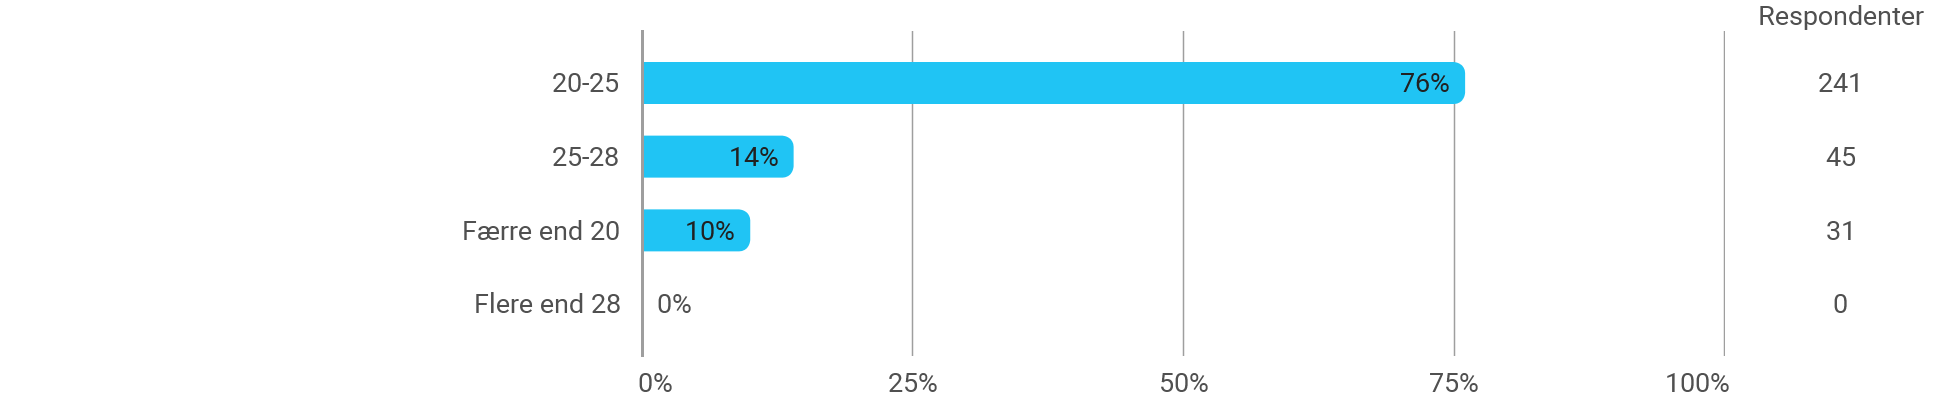 Respondenter
20-25 76% 241
25-28 14% 45
Færre end 20 10% 31
Flere end 28 0% 0
0% 25% 50% 75% 100%